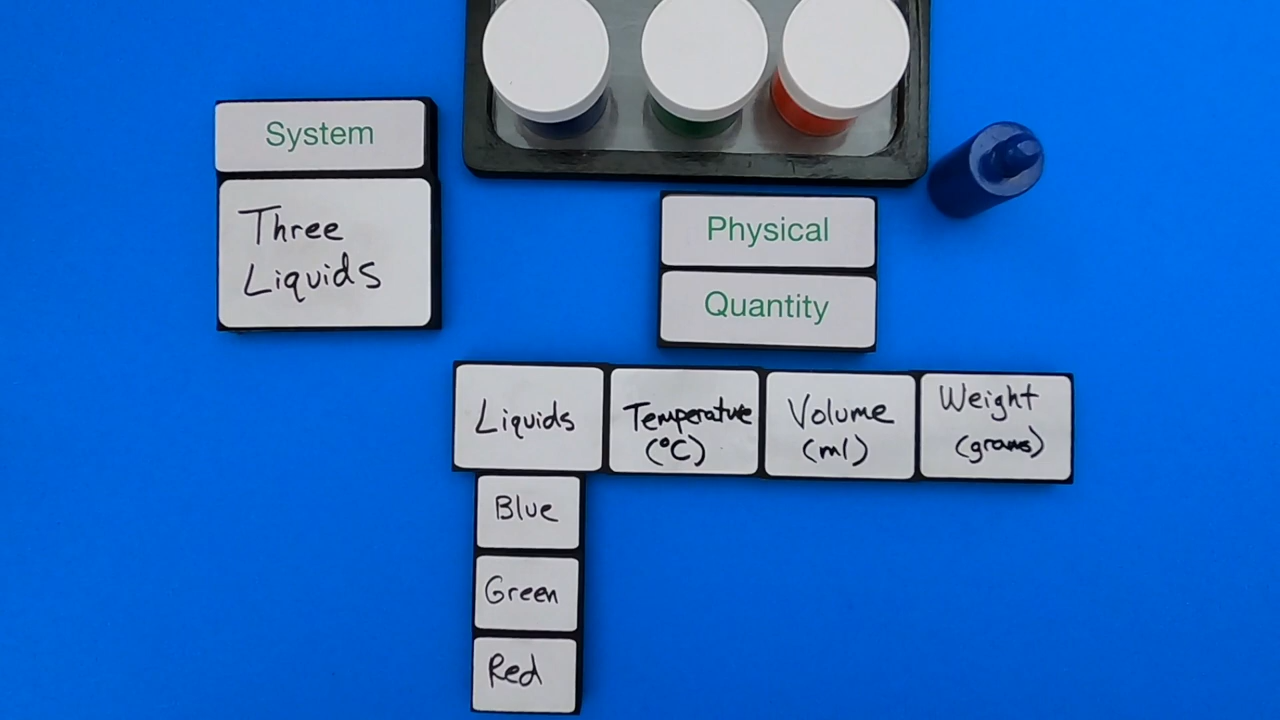 System
Three
Liquids
Physical
Quantity
Liquids
Temperature
(°C)
Volume
(ml)
Weight
(grams)
Blue
Green
Red